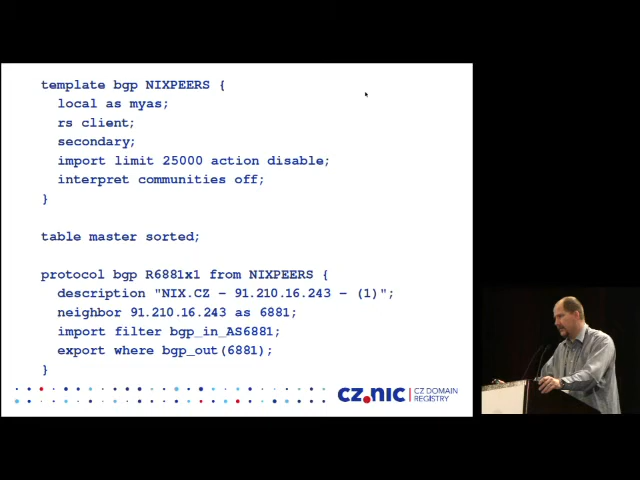 template bgp NIXPEERS {
local as myas;
rs client;
secondary;
import limit 25000 action disable;
interpret communities off;
}
table master sorted;
protocol bgp R6881x1 from NIXPEERS {
description "NIX.CZ – 91.210.16.243 – (1)";
neighbor 91.210.16.243 as 6881;
import filter bgp_in_AS6881;
export where bgp_out(6881);
}
cz.nic
CZ DOMAIN
REGISTRY